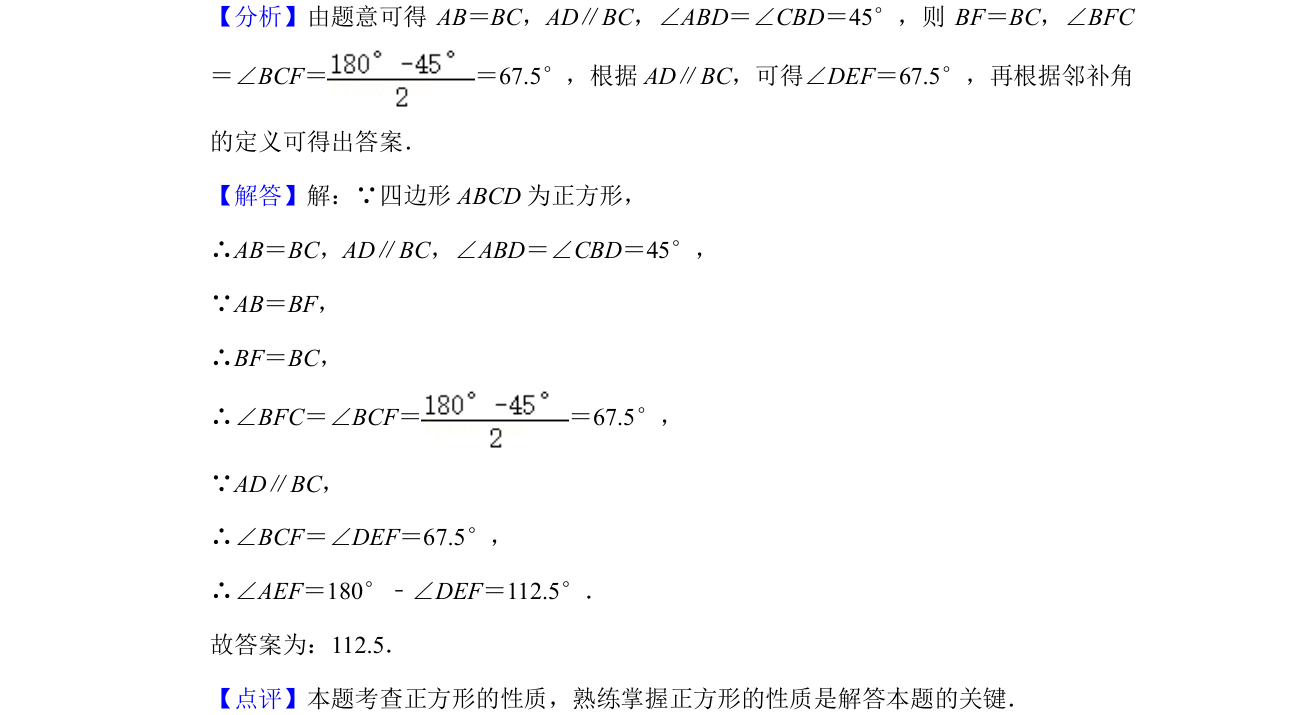 【分析】由题意可得 AB＝BC，AD∥BC，∠ABD＝∠CBD＝45°，则 BF＝BC，∠BFC
＝∠BCF＝\frac{180°-45°}{2}＝67.5°，根据 AD∥BC，可得∠DEF＝67.5°，再根据邻补角
的定义可得出答案．
【解答】解：∵四边形 ABCD 为正方形，
∴AB＝BC，AD∥BC，∠ABD＝∠CBD＝45°，
∵AB＝BF，
∴BF＝BC，
∴∠BFC＝∠BCF＝\frac{180°-45°}{2}＝67.5°，
∵AD∥BC，
∴∠BCF＝∠DEF＝67.5°，
∴∠AEF＝180°﹣∠DEF＝112.5°．
故答案为：112.5．
【点评】本题考查正方形的性质，熟练掌握正方形的性质是解答本题的关键．